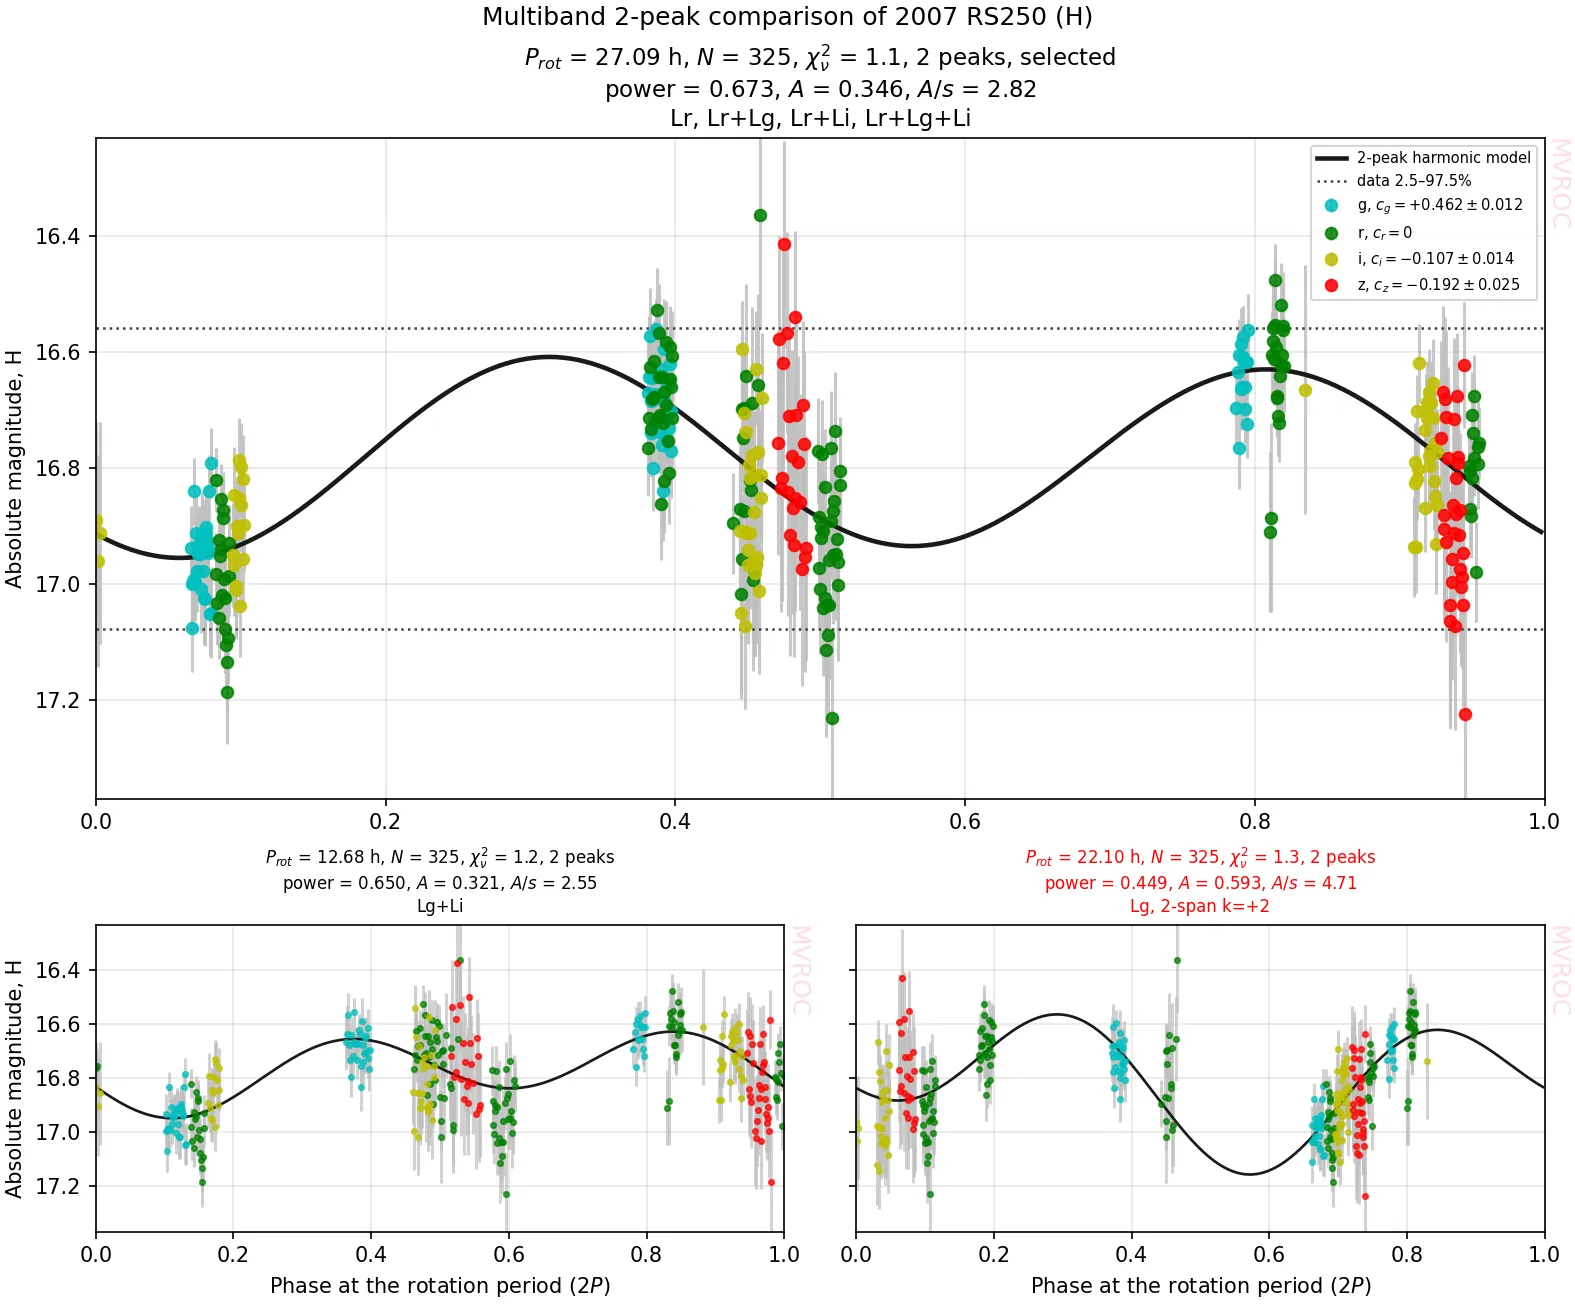 Multiband 2-peak comparison of 2007 RS250 (H)
P_rot = 27.09 h, N = 325, χ²_ν = 1.1, 2 peaks, selected
power = 0.673, A = 0.346, A/s = 2.82
Lr, Lr+Lg, Lr+Li, Lr+Lg+Li
2-peak harmonic model
data 2.5–97.5%
g, c_g = +0.462 ± 0.012
r, c_r = 0
i, c_i = −0.107 ± 0.014
z, c_z = −0.192 ± 0.025
MVROC
Absolute magnitude, H
16.4
16.6
16.8
17.0
17.2
0.0 0.2 0.4 0.6 0.8 1.0
P_rot = 12.68 h, N = 325, χ²_ν = 1.2, 2 peaks
power = 0.650, A = 0.321, A/s = 2.55
Lg+Li
MVROC
Absolute magnitude, H
16.4
16.6
16.8
17.0
17.2
0.0 0.2 0.4 0.6 0.8 1.0
Phase at the rotation period (2P)
P_rot = 22.10 h, N = 325, χ²_ν = 1.3, 2 peaks
power = 0.449, A = 0.593, A/s = 4.71
Lg, 2-span k=+2
MVROC
0.0 0.2 0.4 0.6 0.8 1.0
Phase at the rotation period (2P)